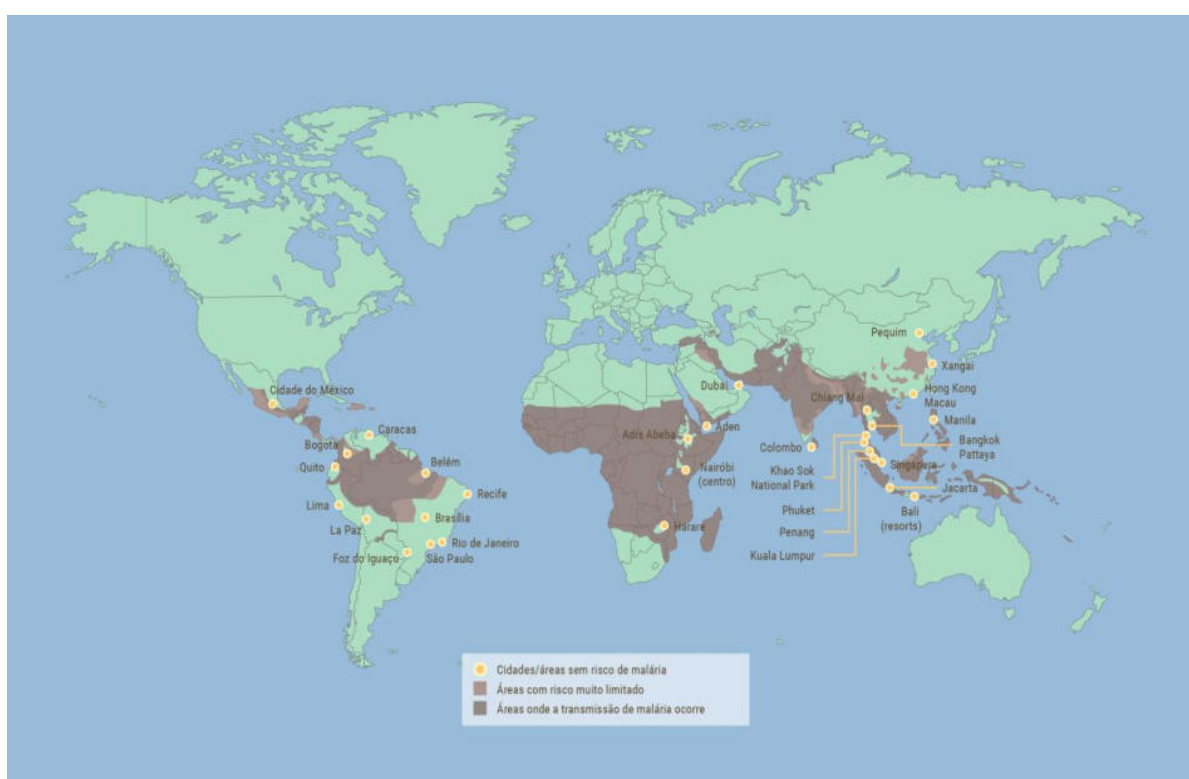 Pequim
Xangai
Cidade do México
Dubai
Chiang Mai
Hong Kong
Macau
Caracas
Adis Abeba
Áden
Manila
Bogotá
Colombo
Bangkok
Pattaya
Quito
Belém
Nairóbi
(centro)
Khao Sok
National Park
Singapura
Lima
Recife
Jacarta
La Paz
Brasília
Harare
Phuket
Bali
(resorts)
Penang
Foz do Iguaço
São Paulo
Rio de Janeiro
Kuala Lumpur
Cidades/áreas sem risco de malária
Áreas com risco muito limitado
Áreas onde a transmissão de malária ocorre